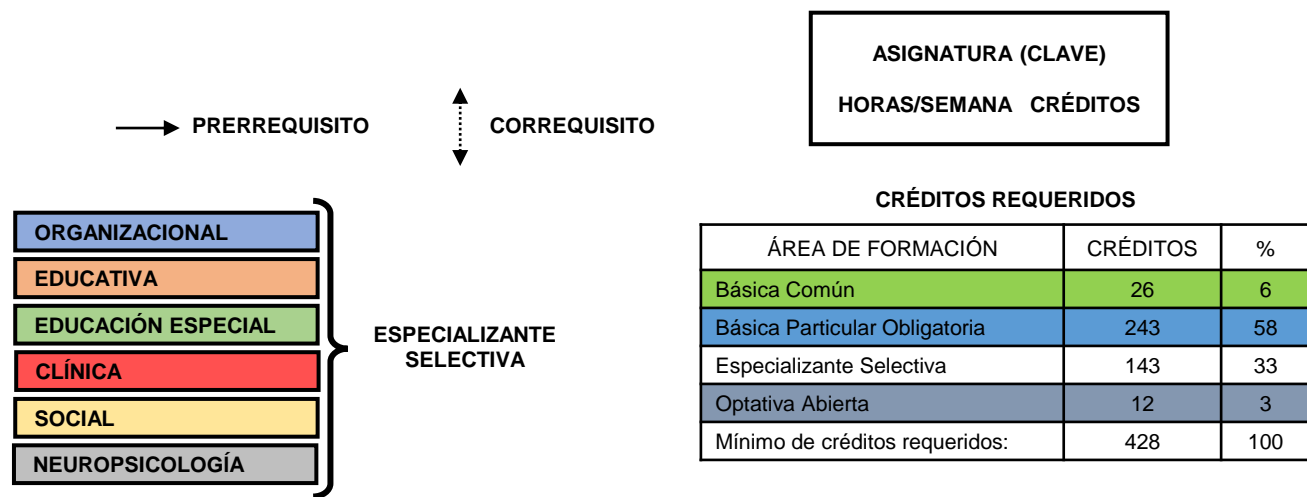 ASIGNATURA (CLAVE)
HORAS/SEMANA CRÉDITOS
PRERREQUISITO
CORREQUISITO
ORGANIZACIONAL
EDUCATIVA
EDUCACIÓN ESPECIAL
CLÍNICA
SOCIAL
NEUROPSICOLOGÍA
ESPECIALIZANTE
SELECTIVA
CRÉDITOS REQUERIDOS
ÁREA DE FORMACIÓN CRÉDITOS %
Básica Común 26 6
Básica Particular Obligatoria 243 58
Especializante Selectiva 143 33
Optativa Abierta 12 3
Mínimo de créditos requeridos: 428 100